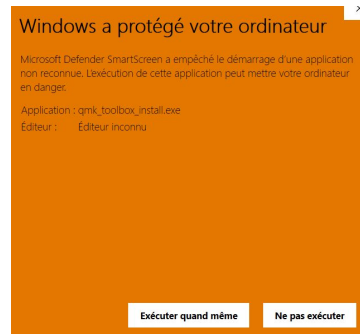 Windows a protégé votre ordinateur
Microsoft Defender SmartScreen a empêché le démarrage d'une application
non reconnue. L'exécution de cette application peut mettre votre ordinateur
en danger.
Application : qmk_toolbox_install.exe
Éditeur : Éditeur inconnu
Exécuter quand même Ne pas exécuter